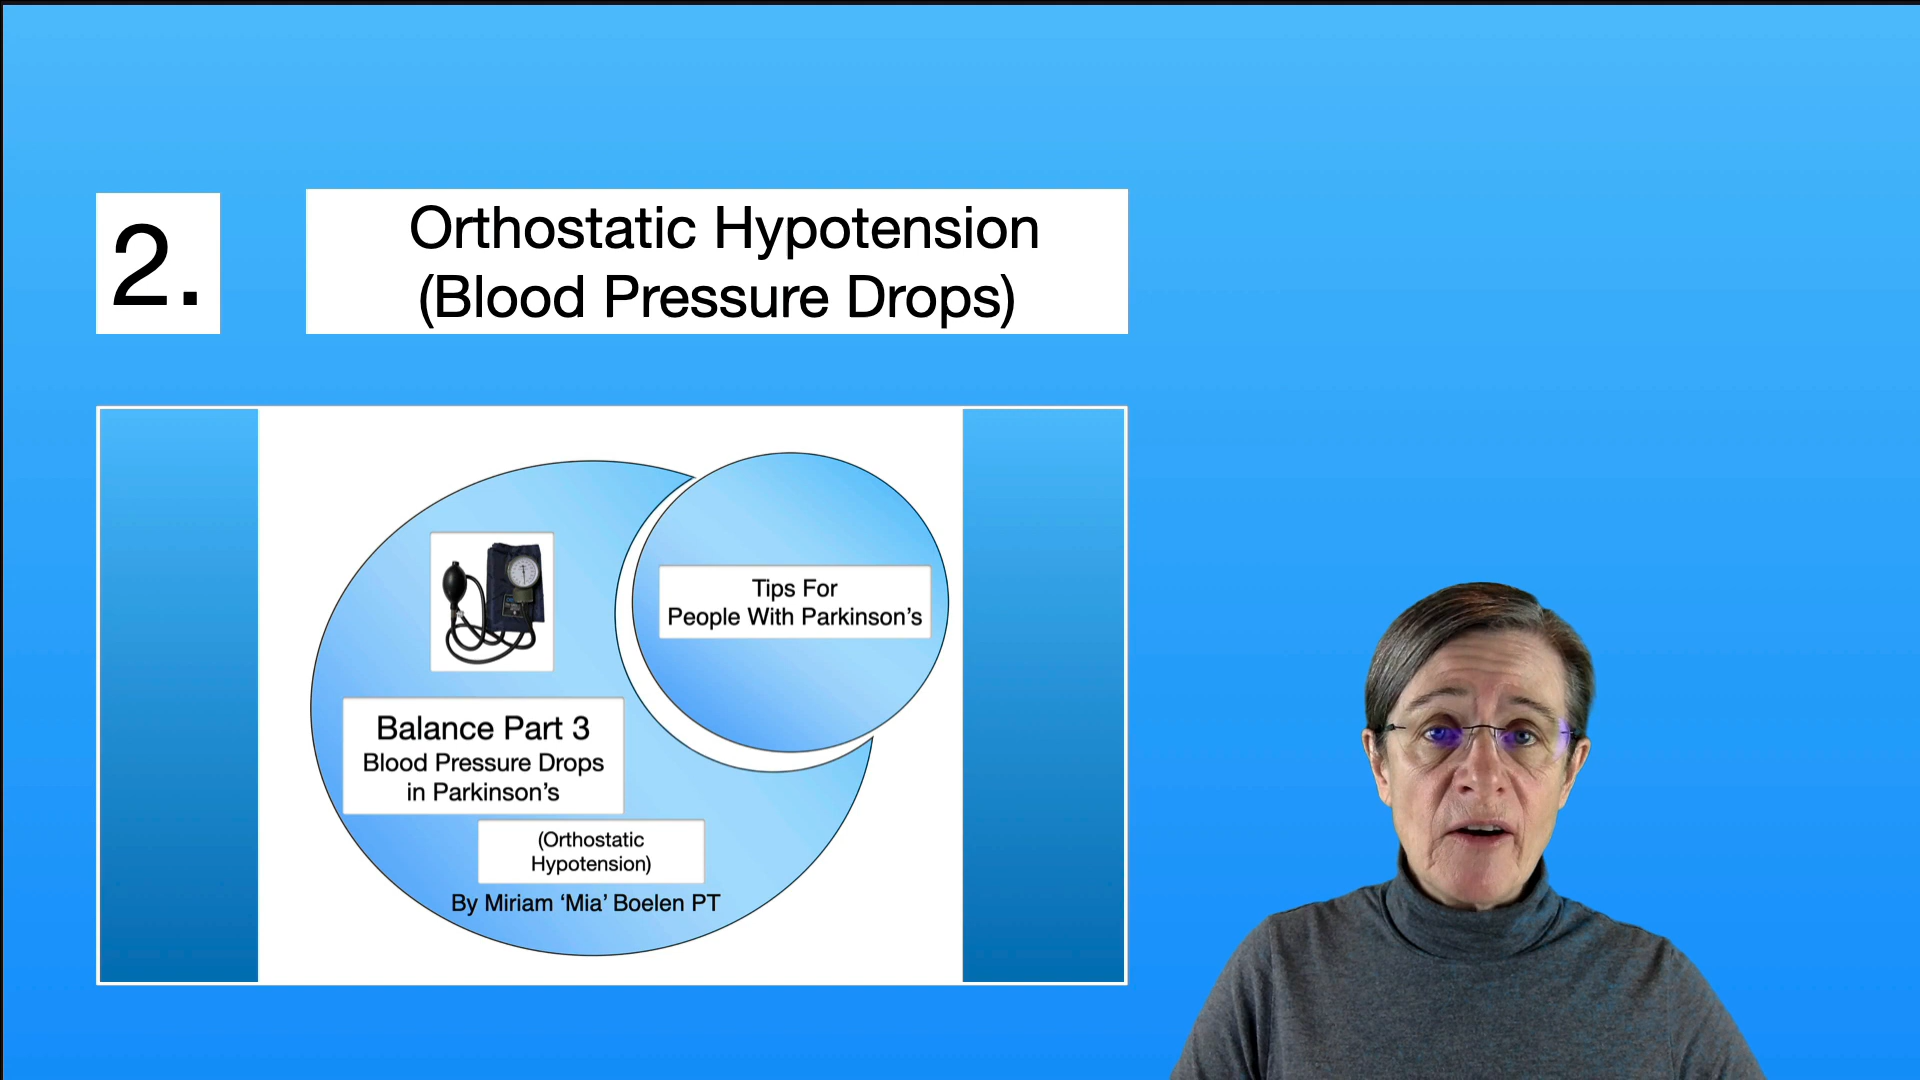 2.
Orthostatic Hypotension
(Blood Pressure Drops)
Tips For
People With Parkinson’s
Balance Part 3
Blood Pressure Drops
in Parkinson’s
(Orthostatic
Hypotension)
By Miriam ‘Mia’ Boelen PT